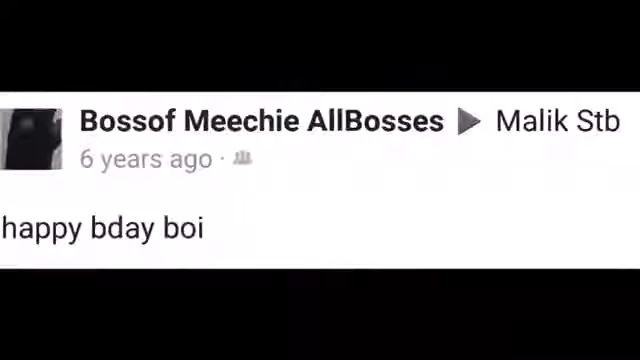 Bossof Meechie AllBosses ▶ Malik Stb
6 years ago ·
happy bday boi